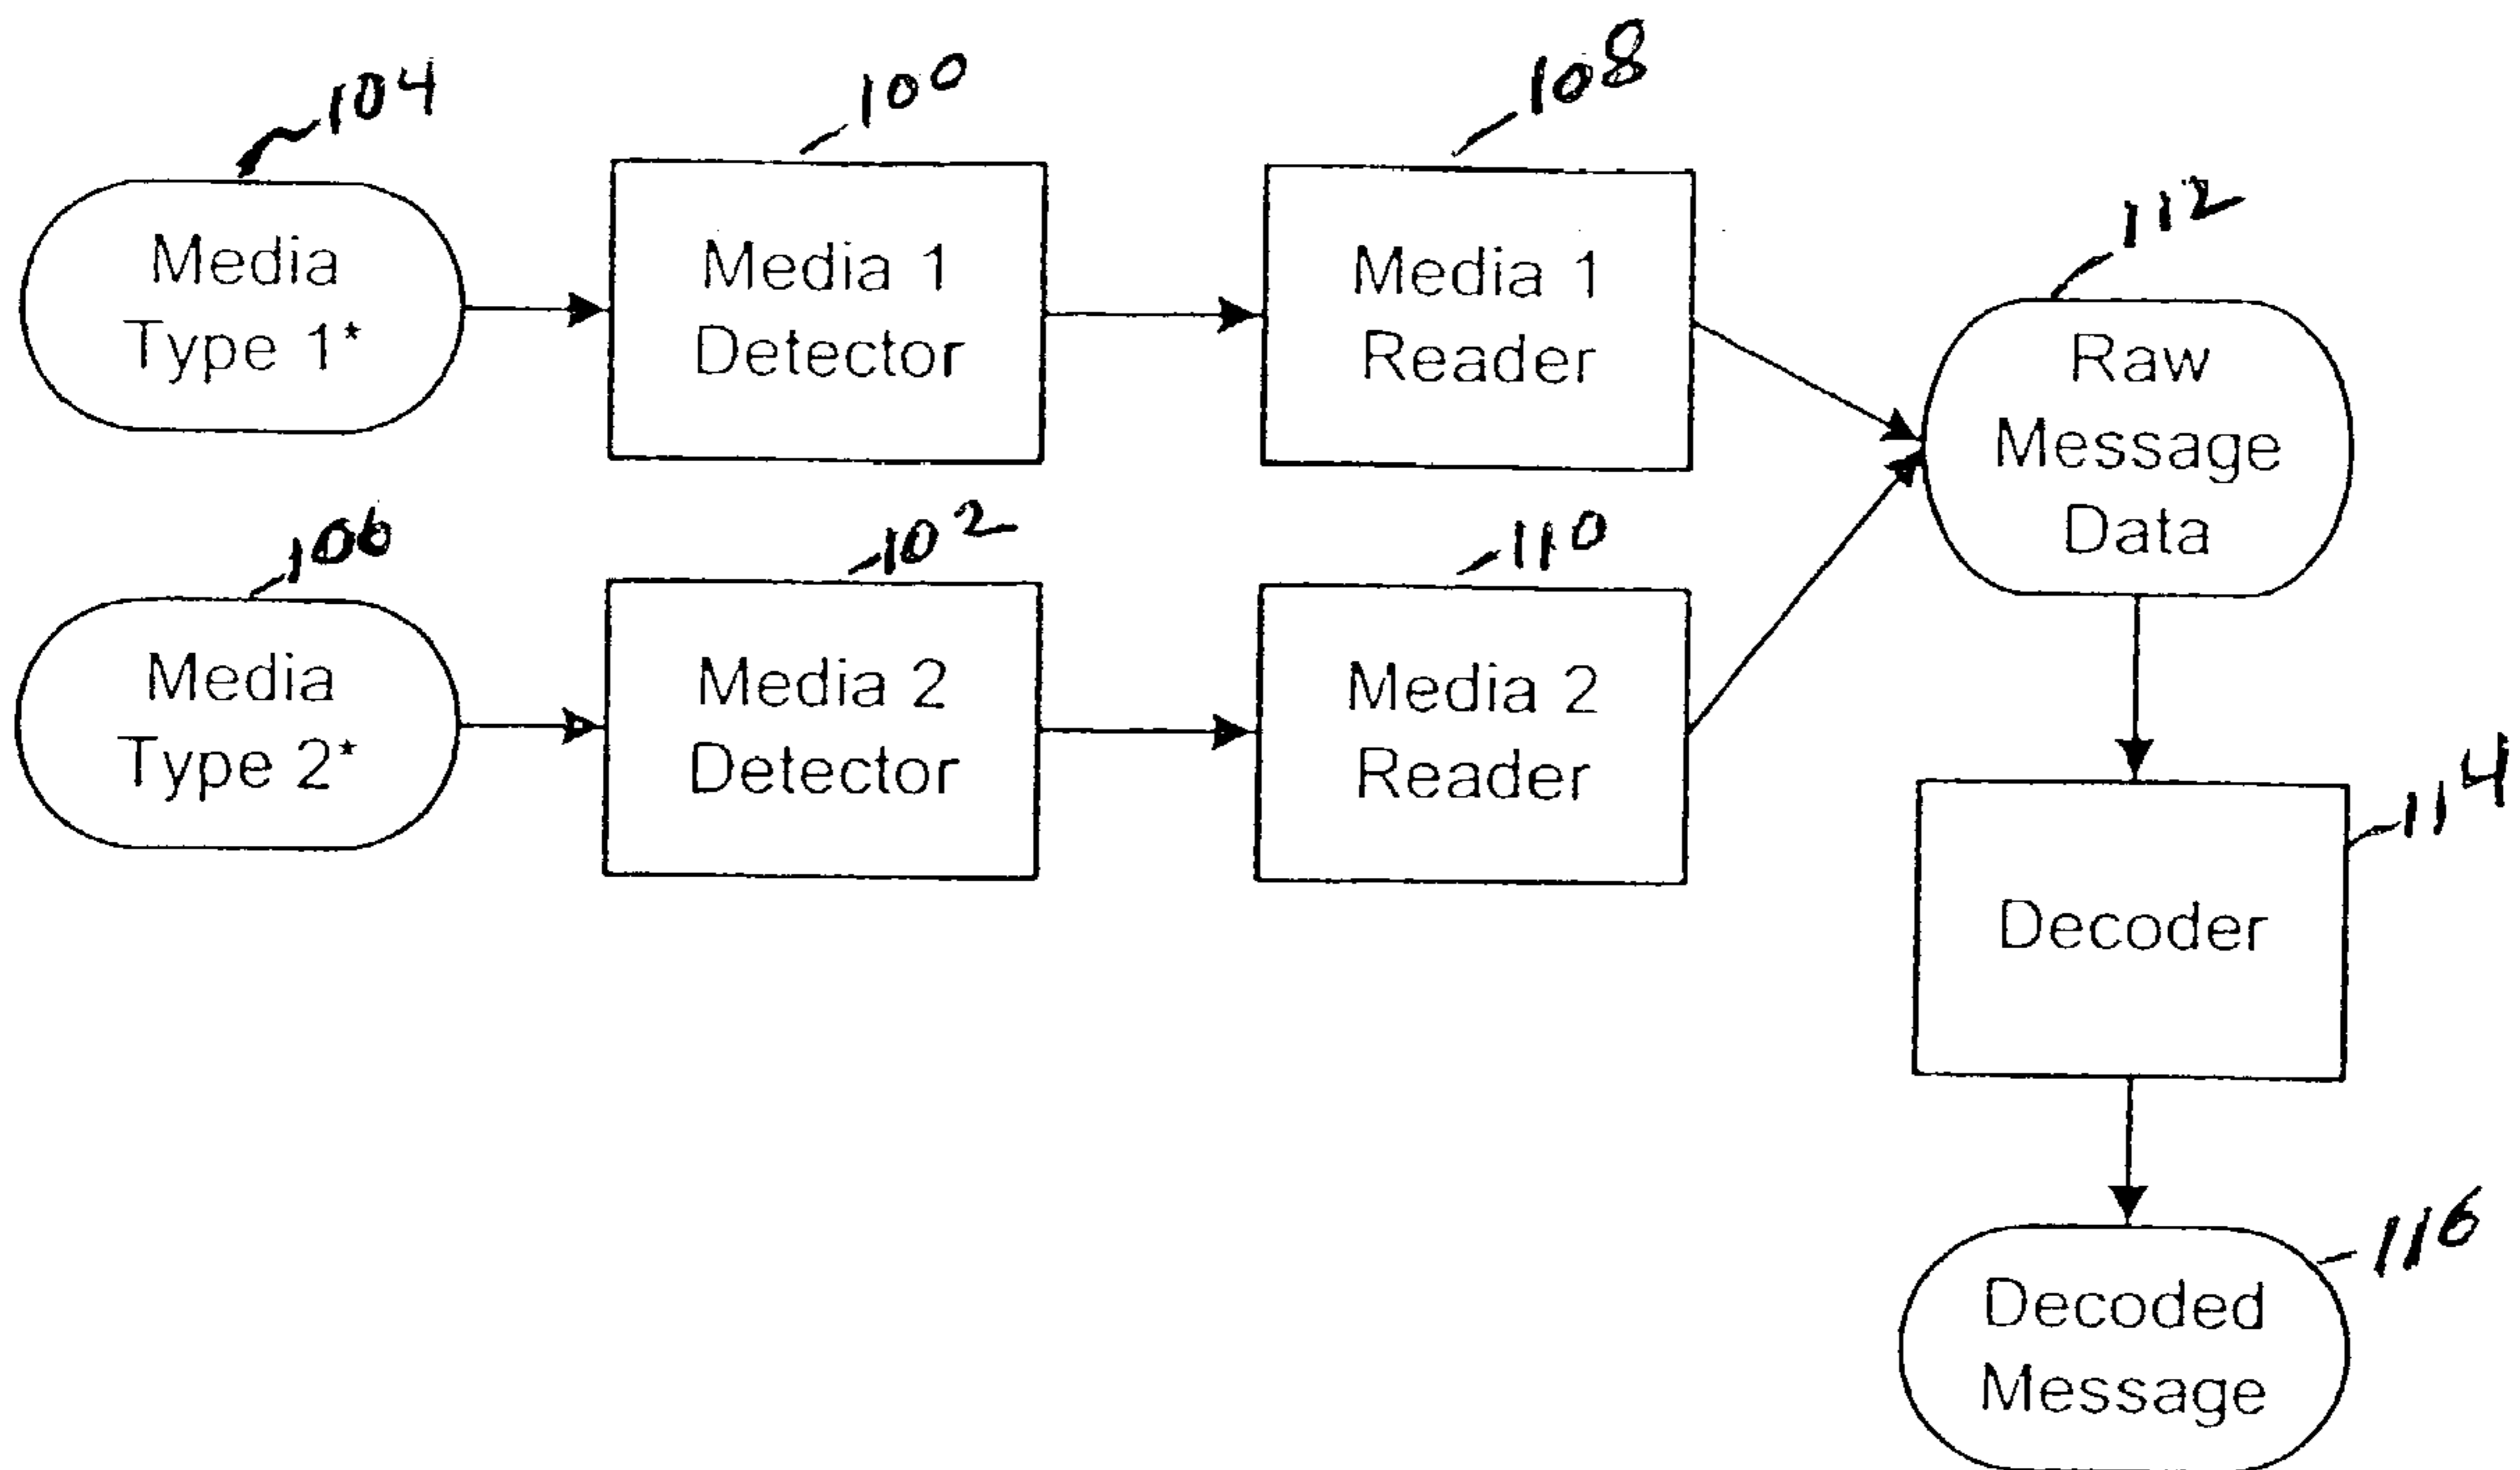 104
100
108
112
Media
Type 1*
Media 1
Detector
Media 1
Reader
Raw
Message
Data
106
102
110
Media
Type 2*
Media 2
Detector
Media 2
Reader
114
Decoder
116
Decoded
Message